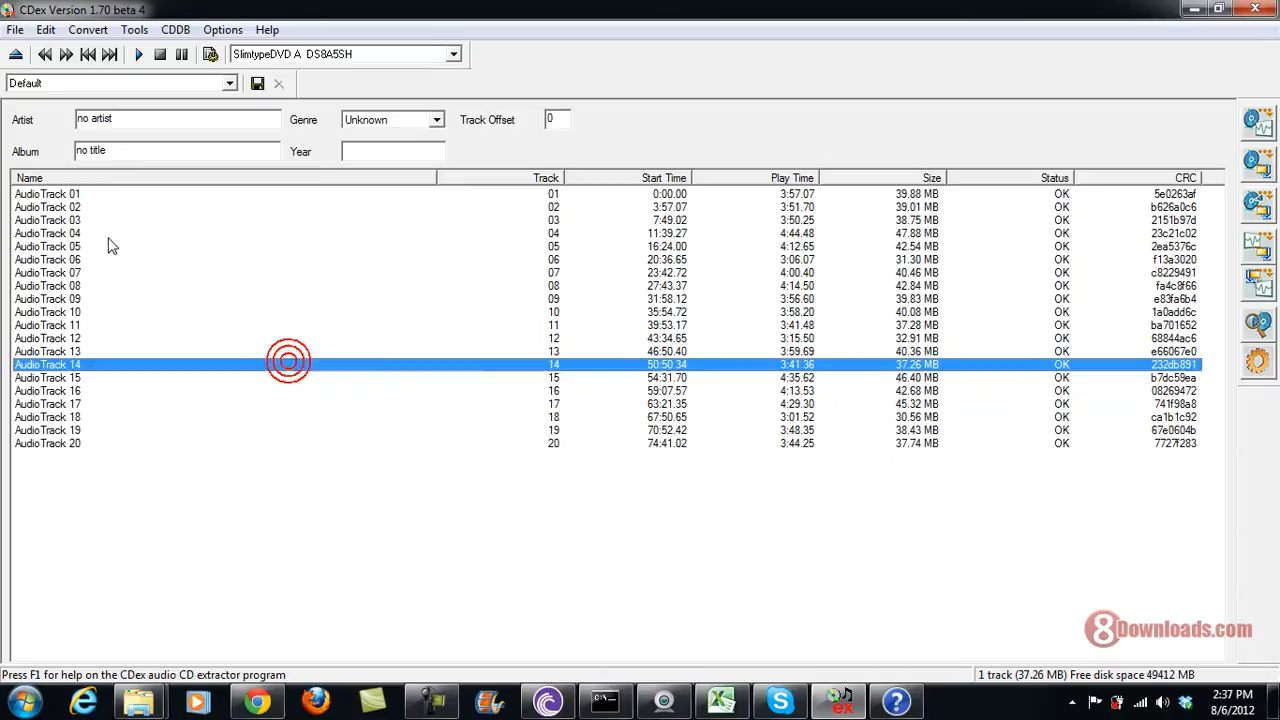 CDex Version 1.70 beta 4
File Edit Convert Tools CDDB Options Help
SlimtypeDVD A DS8A5SH
Default
Artist no artist Genre Unknown Track Offset 0
Album no title Year
Name Track Start Time Play Time Size Status CRC
AudioTrack 01 01 0:00.00 3:57.07 39.88 MB OK 5e0263af
AudioTrack 02 02 3:57.07 3:51.70 39.01 MB OK b626a0c6
AudioTrack 03 03 7:49.02 3:50.25 38.75 MB OK 2151b97d
AudioTrack 04 04 11:39.27 4:44.48 47.88 MB OK 23c21c02
AudioTrack 05 05 16:24.00 4:12.65 42.54 MB OK 2ea5376c
AudioTrack 06 06 20:36.65 3:06.07 31.30 MB OK f13a3020
AudioTrack 07 07 23:42.72 4:00.40 40.46 MB OK c8229491
AudioTrack 08 08 27:43.37 4:14.50 42.84 MB OK fa4c8f66
AudioTrack 09 09 31:58.12 3:56.60 39.83 MB OK e83fa6b4
AudioTrack 10 10 35:54.72 3:58.20 40.08 MB OK 1a0add6c
AudioTrack 11 11 39:53.17 3:41.48 37.28 MB OK ba701652
AudioTrack 12 12 43:34.65 3:15.50 32.91 MB OK 68844ac6
AudioTrack 13 13 46:50.40 3:59.69 40.36 MB OK e66067e0
AudioTrack 14 14 50:50.34 3:41.36 37.26 MB OK 232db891
AudioTrack 15 15 54:31.70 4:35.62 46.40 MB OK b7dc59ea
AudioTrack 16 16 59:07.57 4:13.53 42.68 MB OK 08269472
AudioTrack 17 17 63:21.35 4:29.30 45.32 MB OK 741f98a8
AudioTrack 18 18 67:50.65 3:01.52 30.56 MB OK ca1b1c92
AudioTrack 19 19 70:52.42 3:48.35 38.43 MB OK 67e0604b
AudioTrack 20 20 74:41.02 3:44.25 37.74 MB OK 7727f283
8Downloads.com
Press F1 for help on the CDex audio CD extractor program 1 track (37.26 MB) Free disk space 49412 MB
2:37 PM
8/6/2012